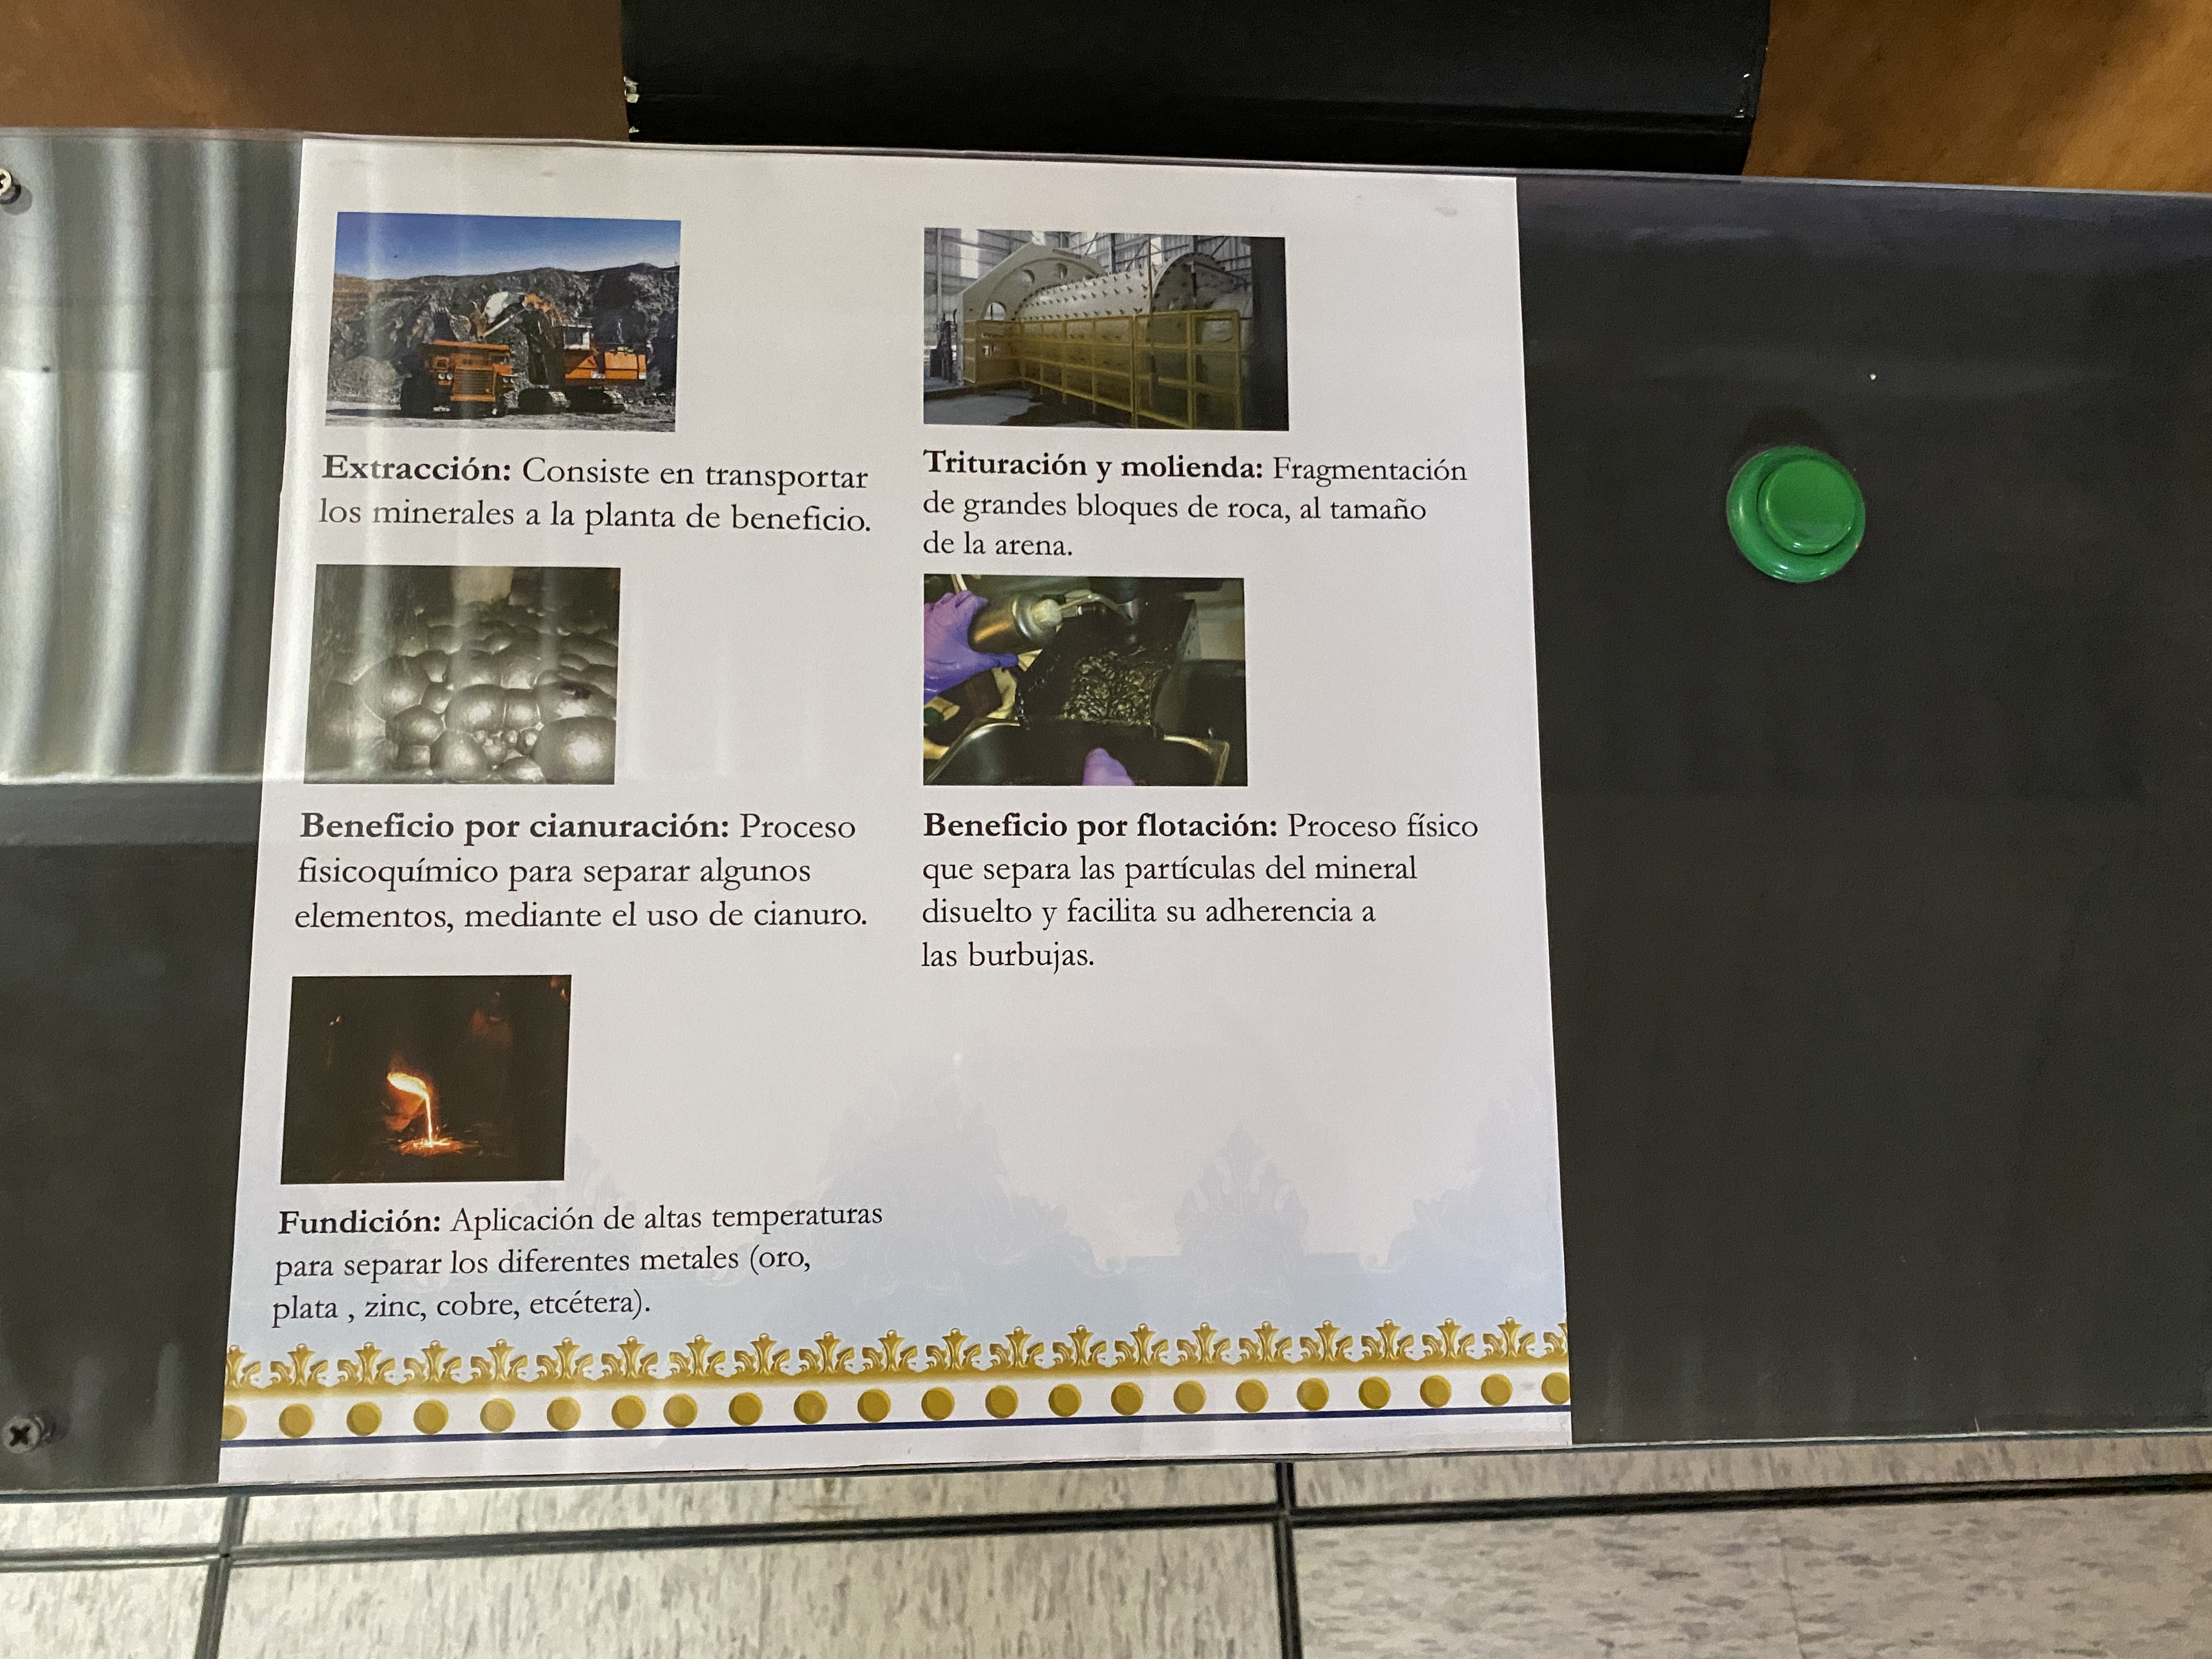 Extracción: Consiste en transportar
los minerales a la planta de beneficio.
Trituración y molienda: Fragmentación
de grandes bloques de roca, al tamaño
de la arena.
Beneficio por cianuración: Proceso
fisicoquímico para separar algunos
elementos, mediante el uso de cianuro.
Beneficio por flotación: Proceso físico
que separa las partículas del mineral
disuelto y facilita su adherencia a
las burbujas.
Fundición: Aplicación de altas temperaturas
para separar los diferentes metales (oro,
plata , zinc, cobre, etcétera).